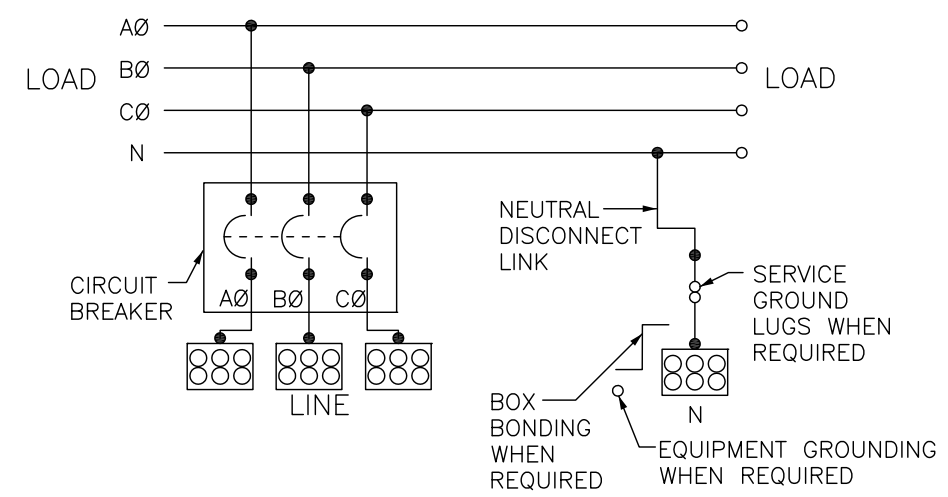 AØ
BØ
LOAD
LOAD
CØ
N
NEUTRAL
DISCONNECT
LINK
CIRCUIT
BREAKER
AØ BØ CØ
SERVICE
GROUND
LUGS WHEN
REQUIRED
LINE
N
BOX
BONDING
WHEN
REQUIRED
EQUIPMENT GROUNDING
WHEN REQUIRED